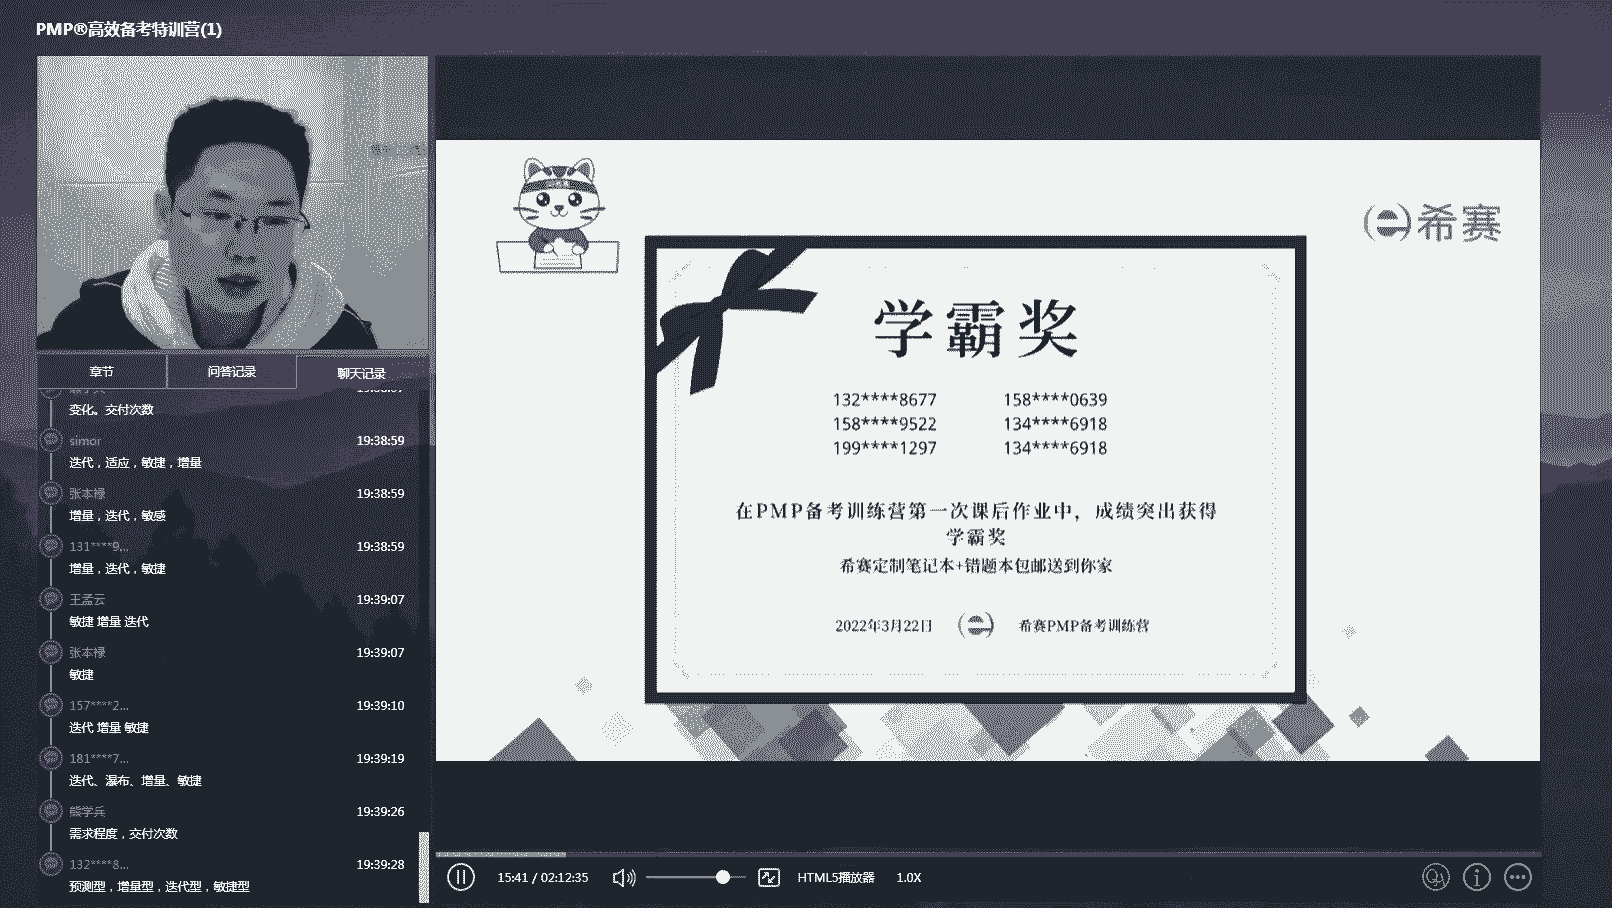 PMP®高效备考特训营(1)
章节
问答记录
聊天记录
变化。交付次数
simor
19:38:59
迭代，适应，敏捷，增量
张本禄
19:38:59
增量，迭代，敏感
131****9...
19:38:59
增量，迭代，敏捷
王孟云
19:39:07
敏捷 增量 迭代
张本禄
19:39:07
敏捷
157****2...
19:39:10
迭代 增量 敏捷
181****7...
19:39:19
迭代、瀑布、增量、敏捷
熊学兵
19:39:26
需求程度，交付次数
132****8...
19:39:28
预测型，增量型，迭代型，敏捷型
希赛
学霸奖
132****8677 158****0639
158****9522 134****6918
199****1297 134****6918
在PMP备考训练营第一次课后作业中，成绩突出获得
学霸奖
希赛定制笔记本+错题本包邮送到你家
2022年3月22日 希赛PMP备考训练营
15:41 / 02:12:35
HTML5播放器
1.0X